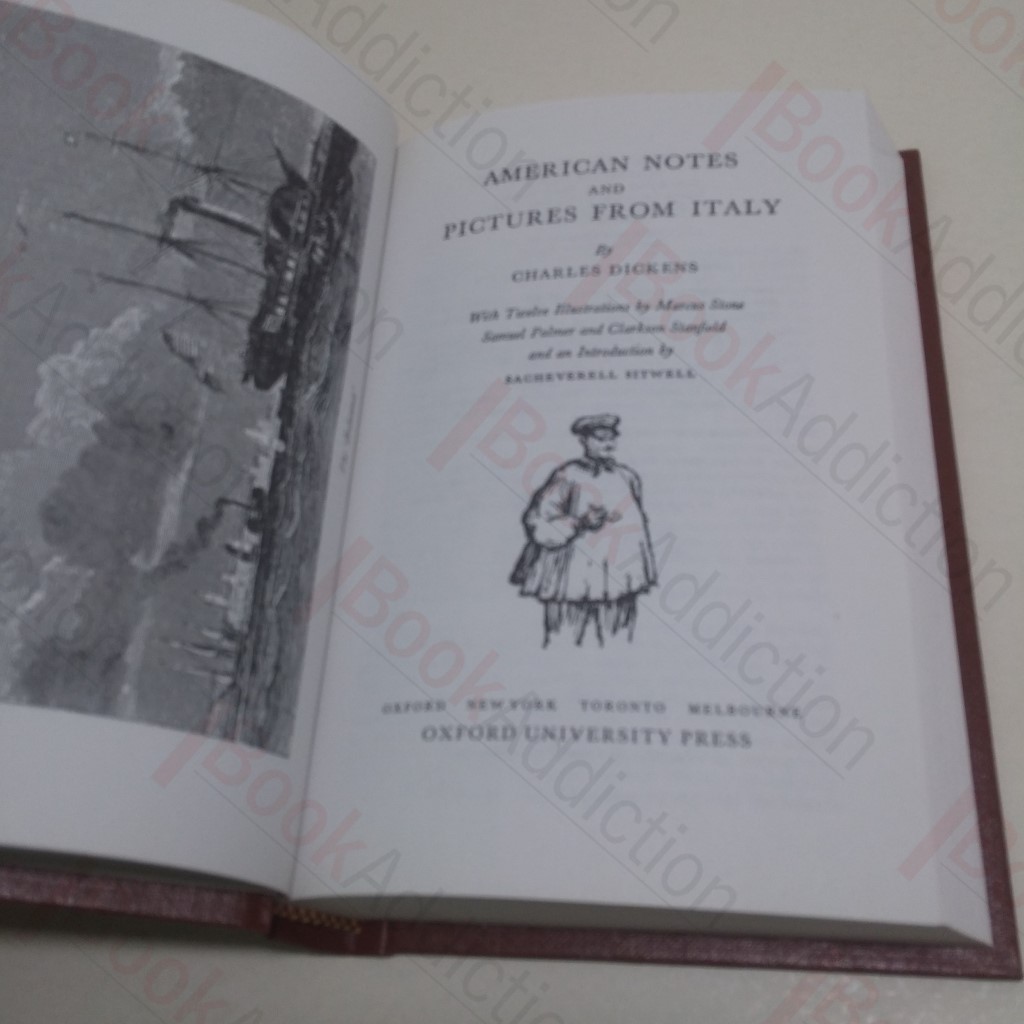 AMERICAN NOTES
AND
PICTURES FROM ITALY
By
CHARLES DICKENS
With Twelve Illustrations by Marcus Stone
Samuel Palmer and Clarkson Stanfield
and an Introduction by
SACHEVERELL SITWELL
OXFORD NEW YORK TORONTO MELBOURNE
OXFORD UNIVERSITY PRESS
BookAddiction